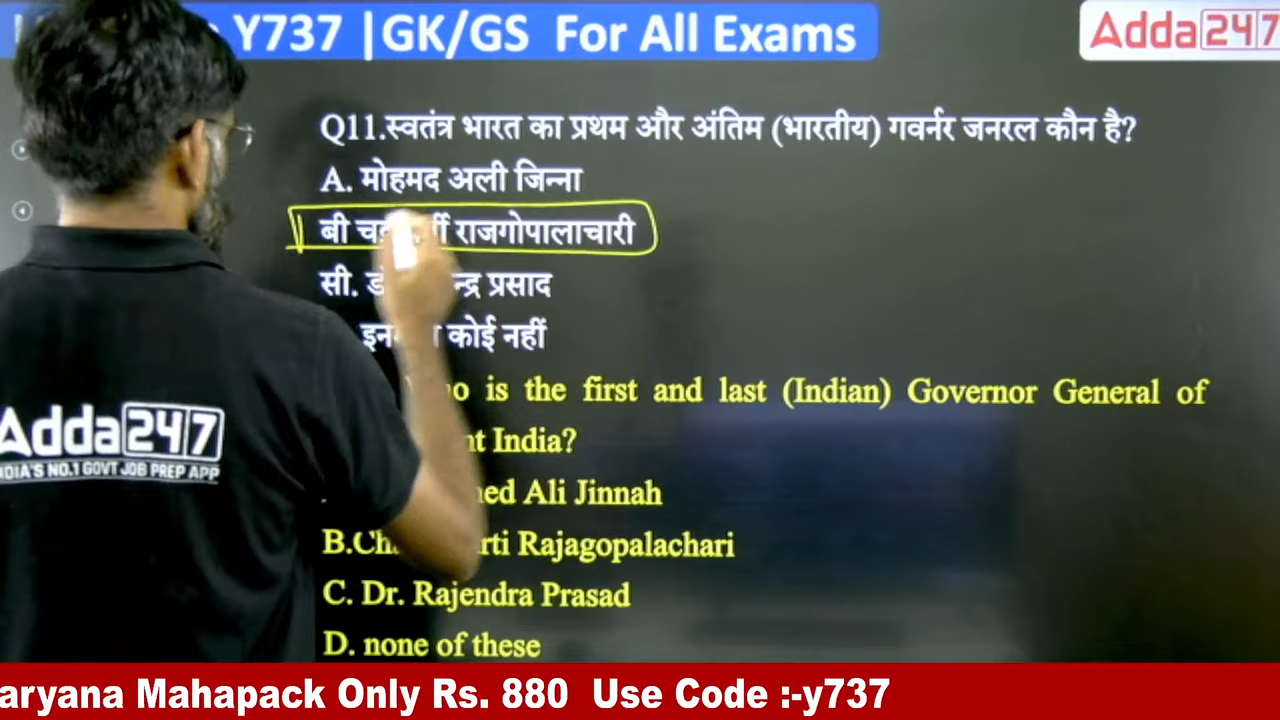 Y737 |GK/GS For All Exams
Adda247
Q11.स्वतंत्र भारत का प्रथम और अंतिम (भारतीय) गवर्नर जनरल कौन है?
A. मोहमद अली जिन्ना
बी राजगोपालाचारी
सी. प्रसाद
कोई नहीं
is the first and last (Indian) Governor General of
India?
Ali Jinnah
B. Rajagopalachari
C. Dr. Rajendra Prasad
D. none of these
Adda247
INDIA'S NO.1 GOVT JOB PREP APP
aryana Mahapack Only Rs. 880 Use Code :-y737